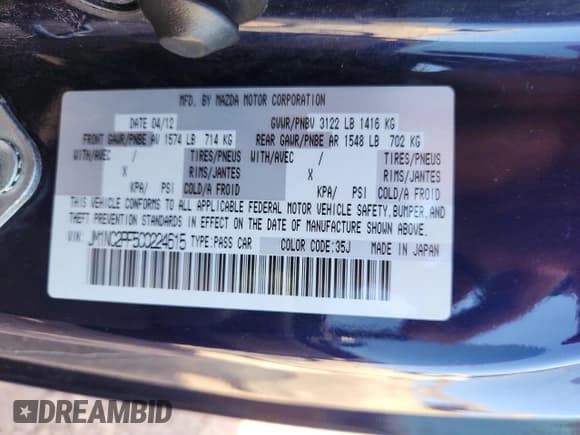 MFD. BY MAZDA MOTOR CORPORATION
DATE 04/12 GVWR/PNBV 3122 LB 1416 KG
FRONT GAWR/PNBE AV 1574 LB 714 KG REAR GAWR/PNBE AR 1548 LB 702 KG
WITH/AVEC / TIRES/PNEUS WITH/AVEC / TIRES/PNEUS
X RIMS/JANTES X RIMS/JANTES
KPA/ PSI COLD/A FROID KPA/ PSI COLD/A FROID
THIS VEHICLE CONFORMS TO ALL APPLICABLE FEDERAL MOTOR VEHICLE SAFETY, BUMPER, AND
THEFT PREVENTION STANDARDS IN EFFECT ON THE DATE OF MANUFACTURE SHOWN ABOVE.
VIN: JM1NC2PF5C0224515 TYPE:PASS CAR COLOR CODE:35J MADE IN JAPAN
DREAMBID